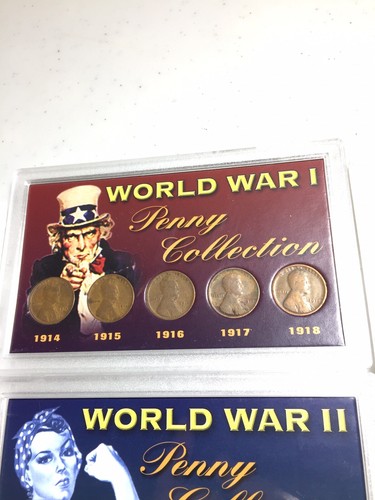 WORLD WAR I
Penny
Collection
1914 1915 1916 1917 1918
WORLD WAR II
Penny